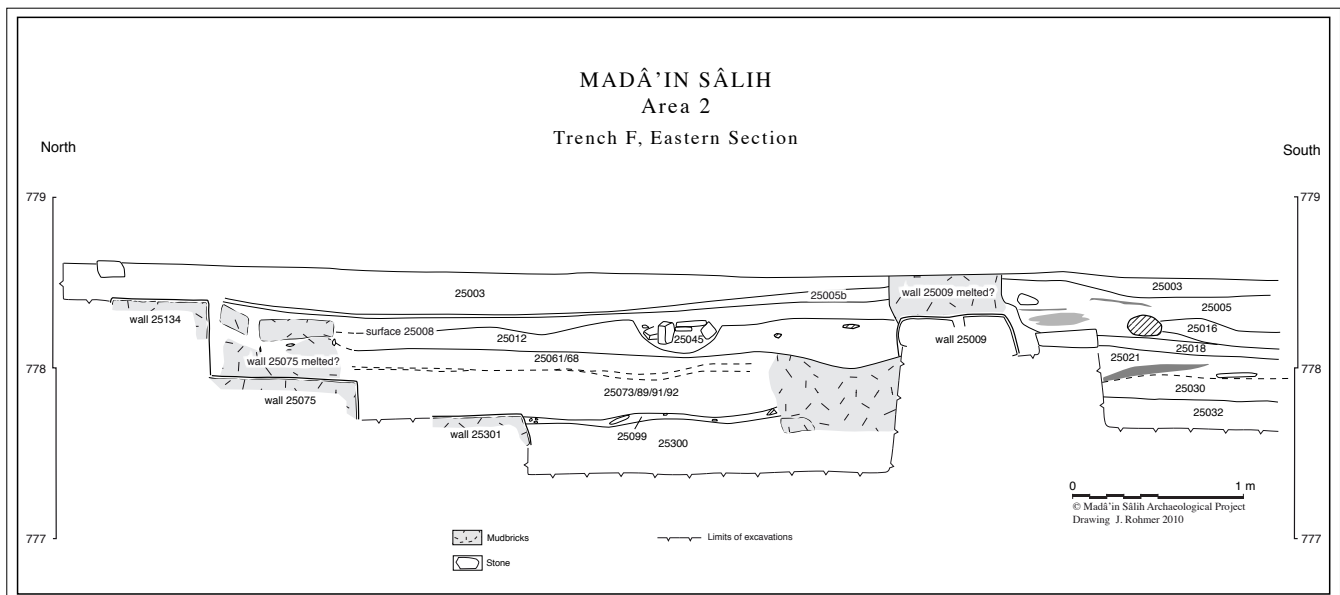 MADÂ’IN SÂLIH
Area 2
Trench F, Eastern Section
North
South
779
779
25003
25005b
wall 25009 melted?
25003
25005
wall 25134
surface 25008
25012
25045
wall 25009
25016
25018
wall 25075 melted?
25061/68
25021
778
778
wall 25075
25073/89/91/92
25030
25032
wall 25301
25099
25300
0
1 m
© Madâ’in Sâlih Archaeological Project
Drawing J. Rohmer 2010
777
777
Mudbricks
Limits of excavations
Stone